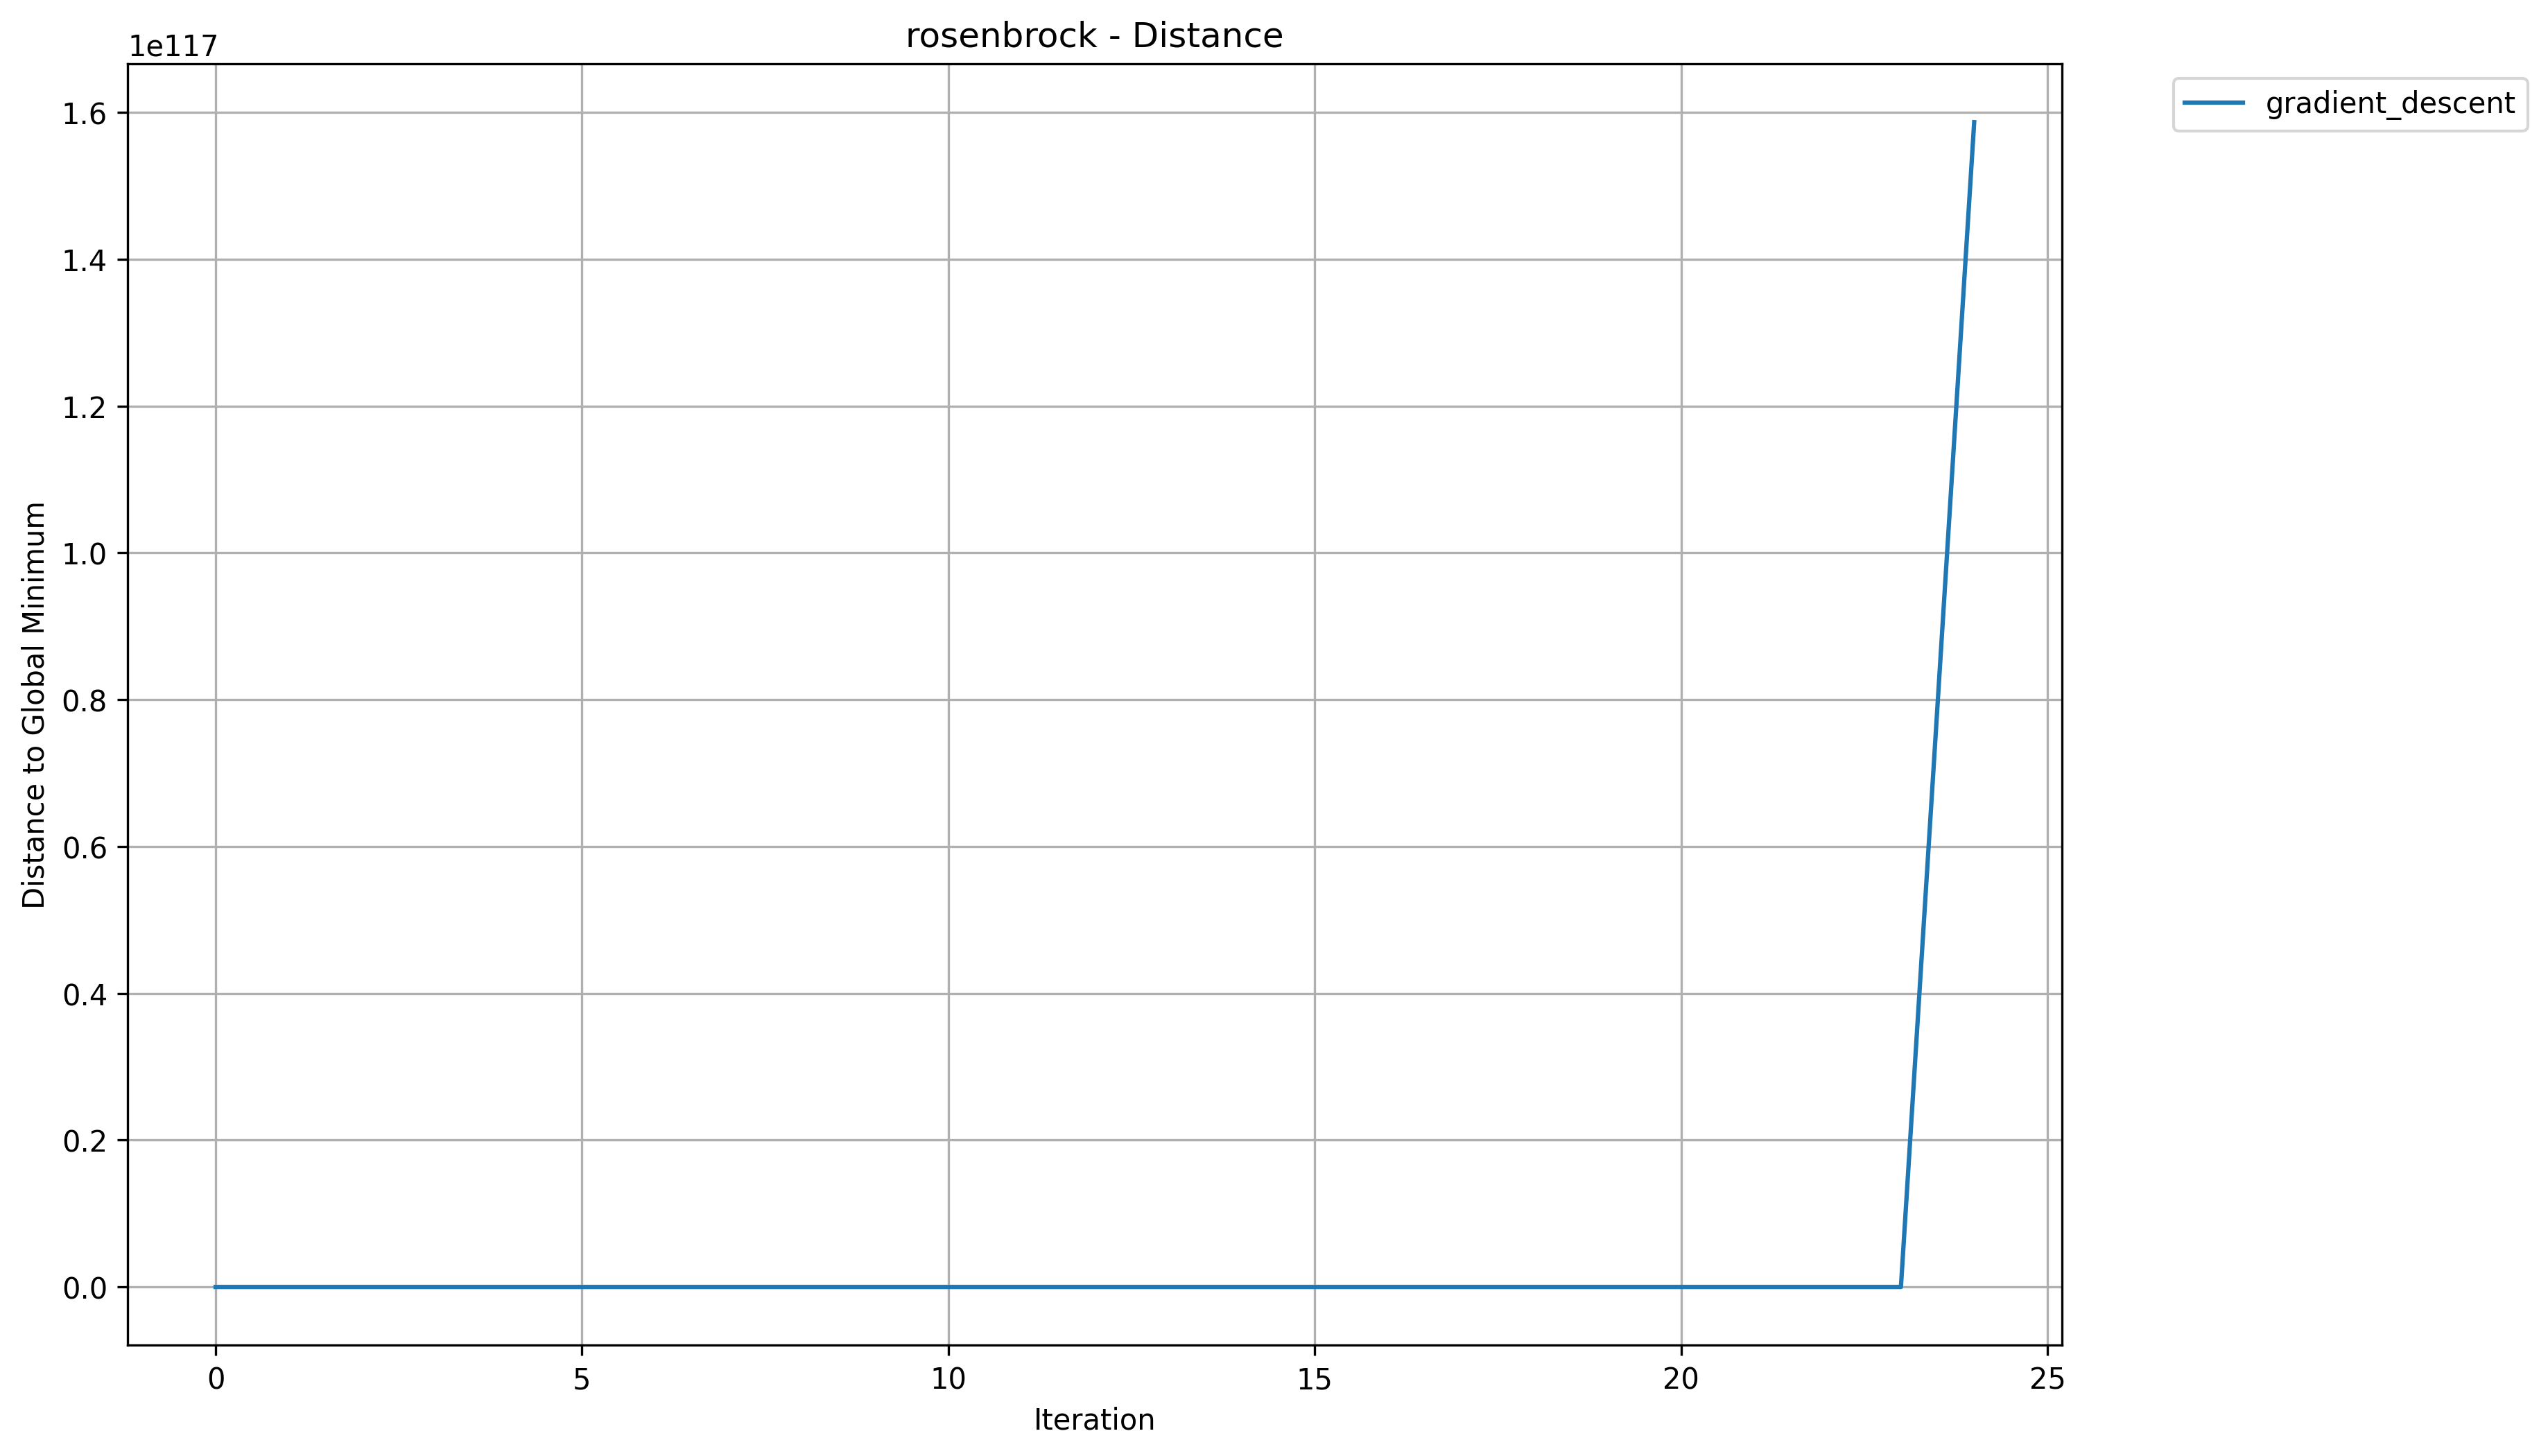 rosenbrock - Distance
1e117
gradient_descent
1.6
1.4
1.2
1.0
0.8
0.6
0.4
0.2
0.0
Distance to Global Minimum
0 5 10 15 20 25
Iteration